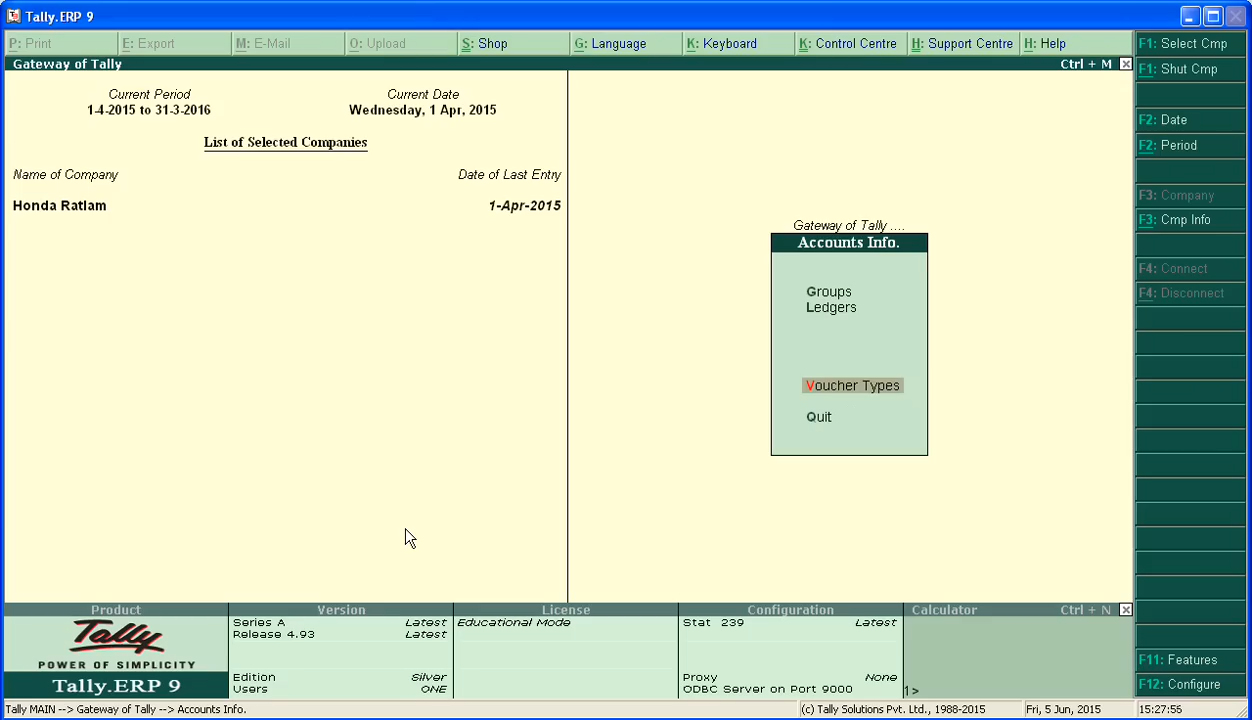 Tally.ERP 9
P: Print E: Export M: E-Mail O: Upload S: Shop G: Language K: Keyboard K: Control Centre H: Support Centre H: Help
Gateway of Tally Ctrl + M
Current Period Current Date
1-4-2015 to 31-3-2016 Wednesday, 1 Apr, 2015
List of Selected Companies
Name of Company Date of Last Entry
Honda Ratlam 1-Apr-2015
Gateway of Tally ....
Accounts Info.
Groups
Ledgers
Voucher Types
Quit
F1: Select Cmp
F1: Shut Cmp
F2: Date
F2: Period
F3: Company
F3: Cmp Info
F4: Connect
F4: Disconnect
F11: Features
F12: Configure
Product Version License Configuration Calculator Ctrl + N
Tally
POWER OF SIMPLICITY
Tally.ERP 9
Series A Latest
Release 4.93 Latest
Edition Silver
Users ONE
Educational Mode
Stat 239 Latest
Proxy None
ODBC Server on Port 9000
1>
Tally MAIN --> Gateway of Tally --> Accounts Info. (c) Tally Solutions Pvt. Ltd., 1988-2015 Fri, 5 Jun, 2015 15:27:56